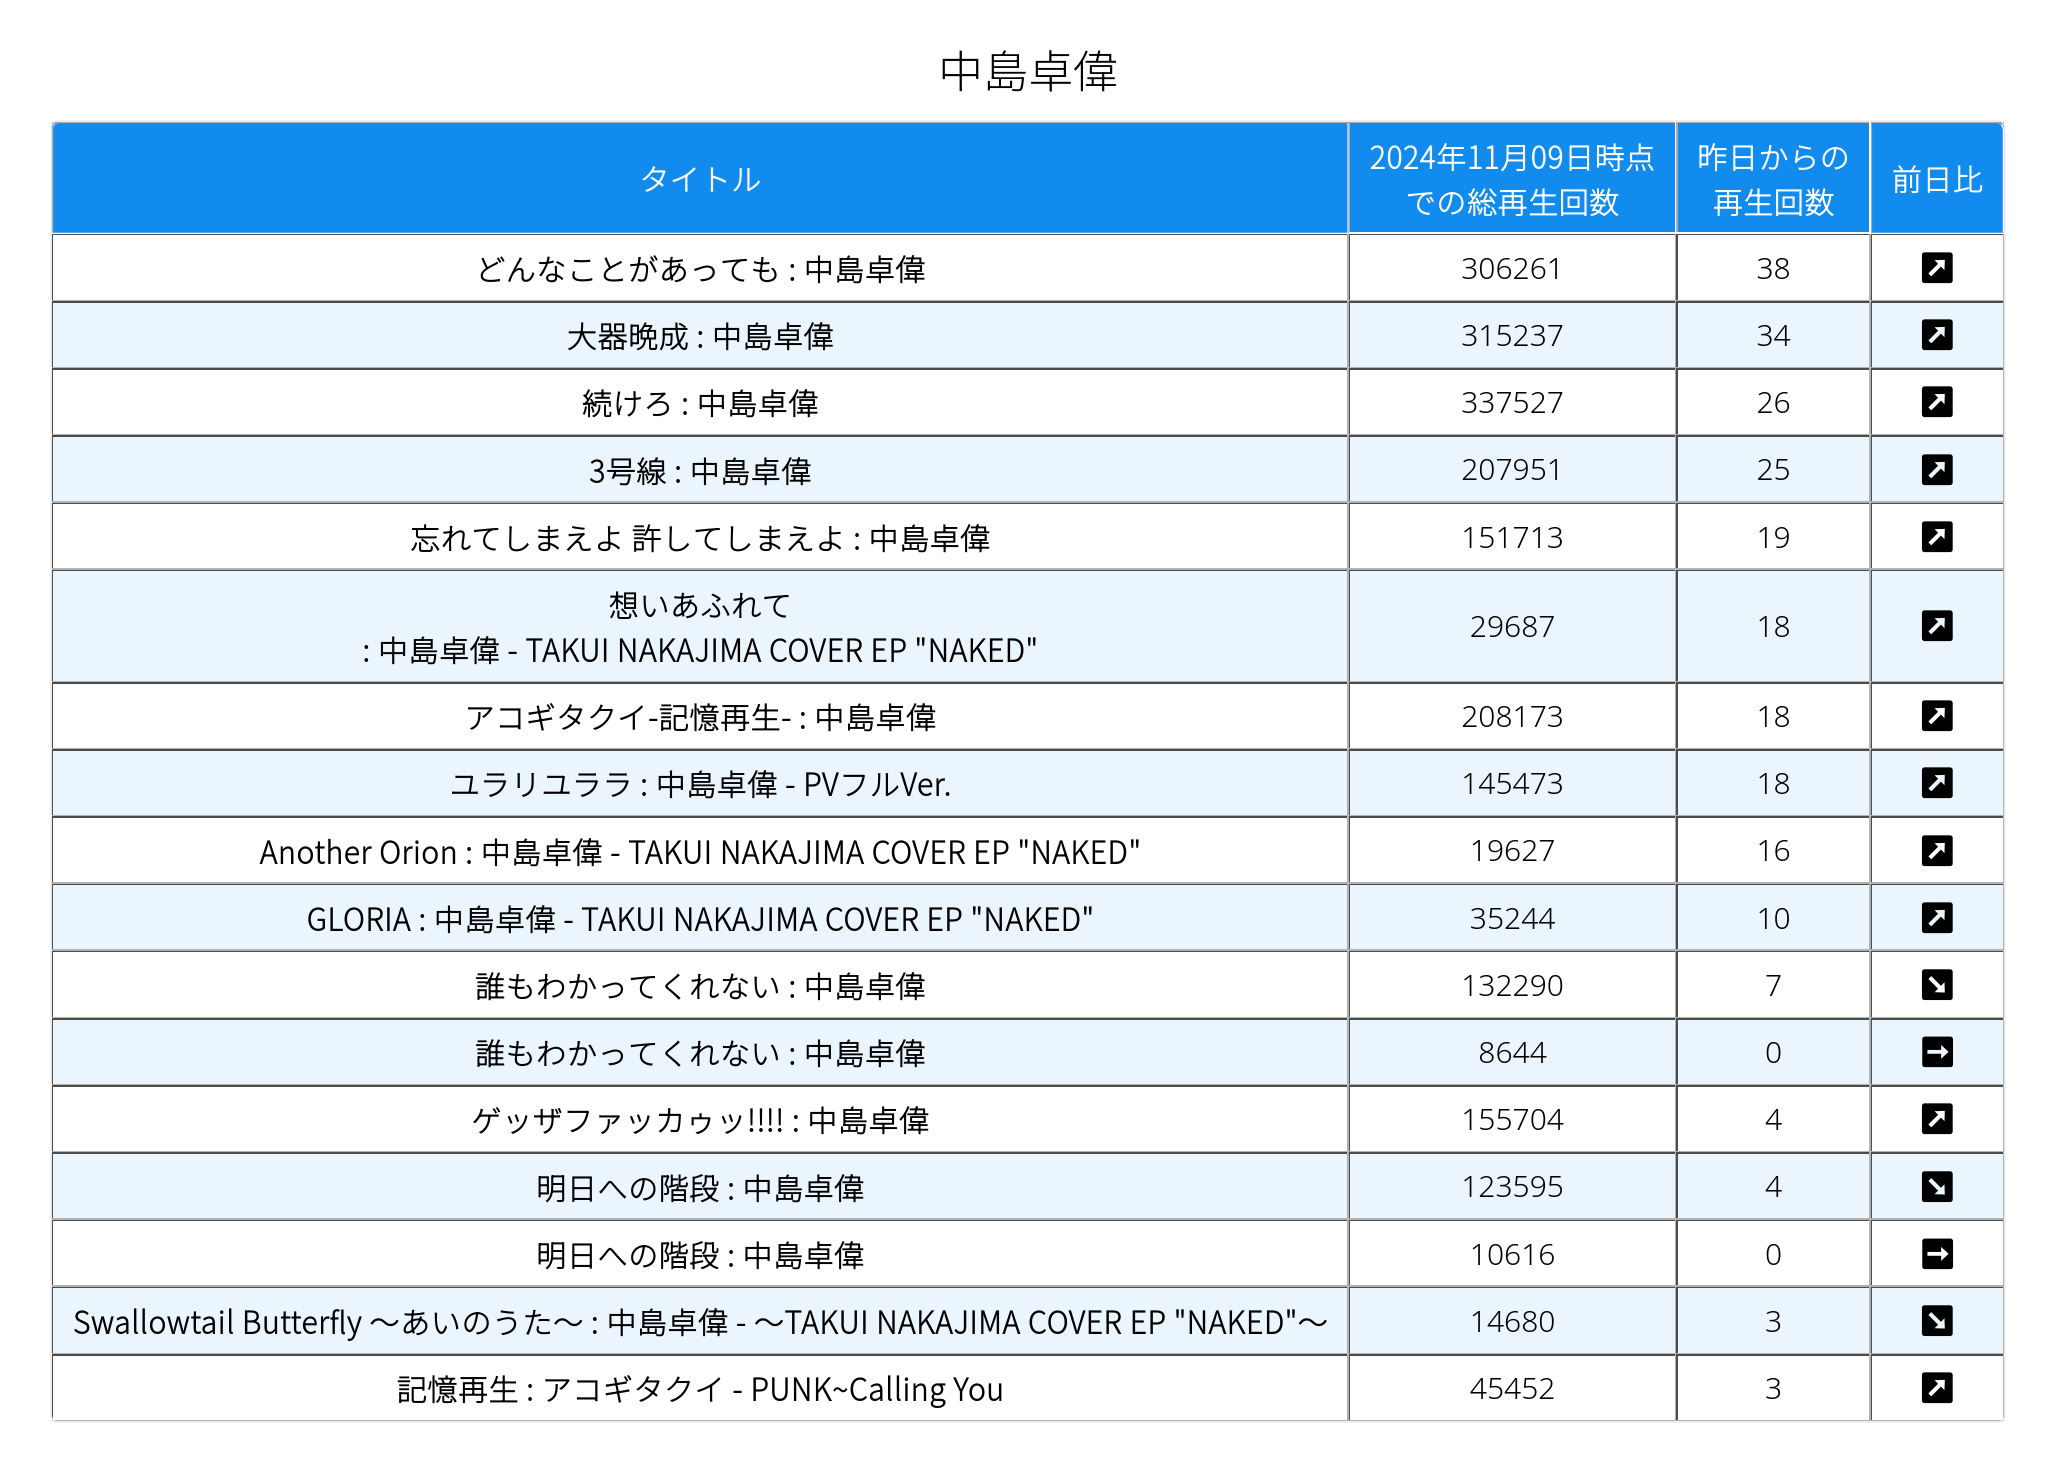 中島卓偉
タイトル
2024年11月09日時点
での総再生回数
昨日からの
再生回数
前日比
どんなことがあっても : 中島卓偉 306261 38
大器晩成 : 中島卓偉 315237 34
続けろ : 中島卓偉 337527 26
3号線 : 中島卓偉 207951 25
忘れてしまえよ 許してしまえよ : 中島卓偉 151713 19
想いあふれて
: 中島卓偉 - TAKUI NAKAJIMA COVER EP "NAKED" 29687 18
アコギタクイ-記憶再生- : 中島卓偉 208173 18
ユラリユララ : 中島卓偉 - PVフルVer. 145473 18
Another Orion : 中島卓偉 - TAKUI NAKAJIMA COVER EP "NAKED" 19627 16
GLORIA : 中島卓偉 - TAKUI NAKAJIMA COVER EP "NAKED" 35244 10
誰もわかってくれない : 中島卓偉 132290 7
誰もわかってくれない : 中島卓偉 8644 0
ゲッザファッカゥッ!!!! : 中島卓偉 155704 4
明日への階段 : 中島卓偉 123595 4
明日への階段 : 中島卓偉 10616 0
Swallowtail Butterfly ～あいのうた～ : 中島卓偉 - ～TAKUI NAKAJIMA COVER EP "NAKED"～ 14680 3
記憶再生 : アコギタクイ - PUNK~Calling You 45452 3